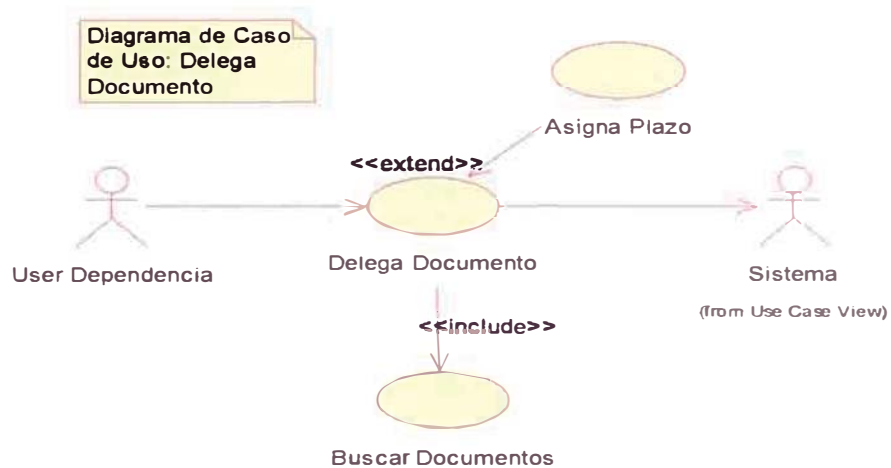 Diagrama de Caso
de Uso: Delega
Documento
Asigna Plazo
<<extend>>
User Dependencia
Delega Documento
Sistema
(from Use Case View)
<<include>>
Buscar Documentos